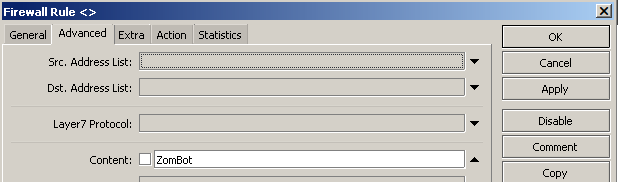 Firewall Rule <>
General Advanced Extra Action Statistics
OK
Src. Address List:
Cancel
Dst. Address List:
Apply
Layer7 Protocol:
Disable
Comment
Content: ZomBot
Copy